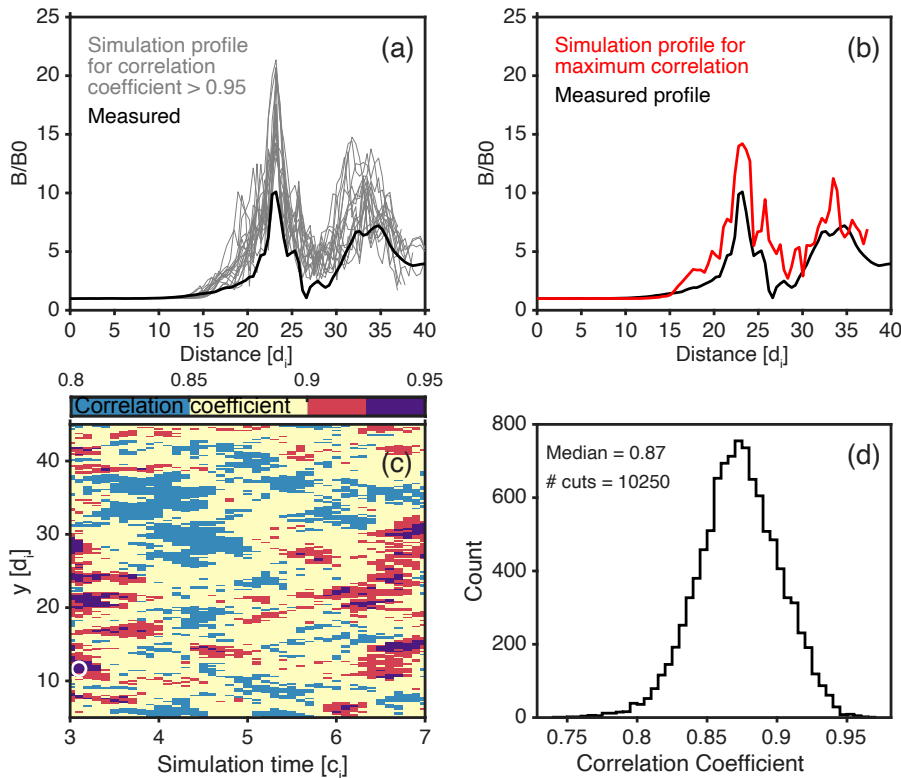 (a)
Simulation profile
for correlation
coefficient > 0.95
Measured
B/B0
25
20
15
10
5
0
0 5 10 15 20 25 30 35 40
Distance [d_i]
(b)
Simulation profile for
maximum correlation
Measured profile
B/B0
25
20
15
10
5
0
0 5 10 15 20 25 30 35 40
Distance [d_i]
0.8 0.85 0.9 0.95
Correlation coefficient
(c)
y [d_i]
40
30
20
10
3 4 5 6 7
Simulation time [c_i]
(d)
Median = 0.87
# cuts = 10250
Count
800
600
400
200
0
0.75 0.8 0.85 0.9 0.95
Correlation Coefficient